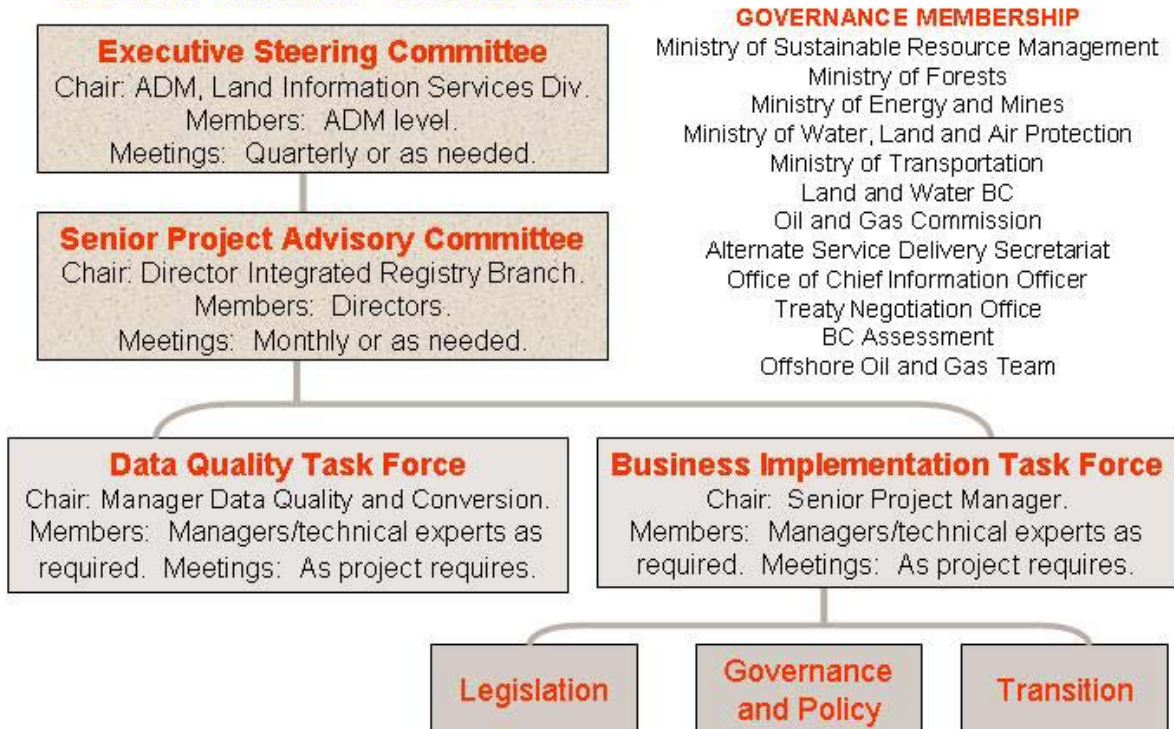 Executive Steering Committee
Chair: ADM, Land Information Services Div.
Members: ADM level.
Meetings: Quarterly or as needed.
GOVERNANCE MEMBERSHIP
Ministry of Sustainable Resource Management
Ministry of Forests
Ministry of Energy and Mines
Ministry of Water, Land and Air Protection
Ministry of Transportation
Land and Water BC
Oil and Gas Commission
Alternate Service Delivery Secretariat
Office of Chief Information Officer
Treaty Negotiation Office
BC Assessment
Offshore Oil and Gas Team
Senior Project Advisory Committee
Chair: Director Integrated Registry Branch.
Members: Directors.
Meetings: Monthly or as needed.
Data Quality Task Force
Chair: Manager Data Quality and Conversion.
Members: Managers/technical experts as
required. Meetings: As project requires.
Business Implementation Task Force
Chair: Senior Project Manager.
Members: Managers/technical experts as
required. Meetings: As project requires.
Legislation
Governance
and Policy
Transition